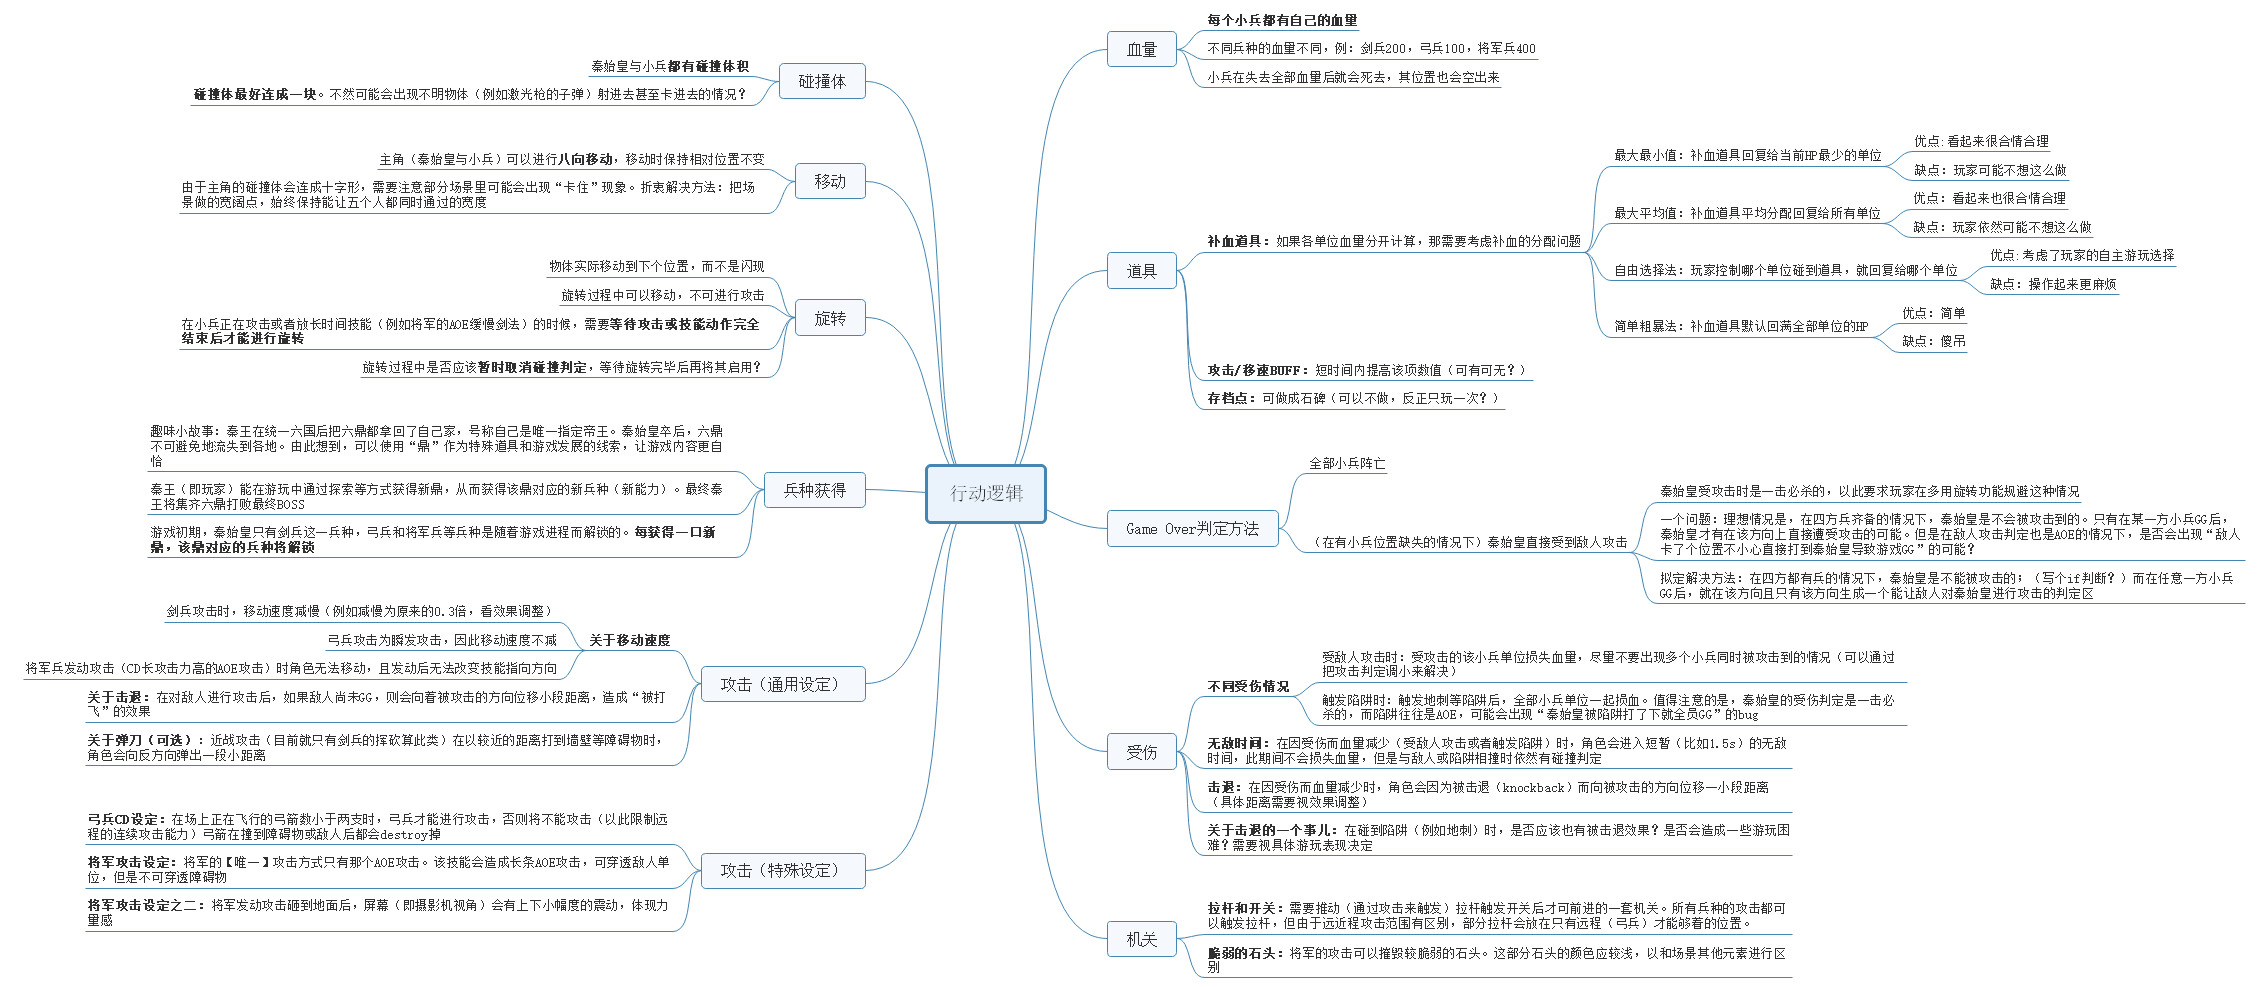 行动逻辑
碰撞体
秦始皇与小兵都有碰撞体积
碰撞体最好连成一块。不然可能会出现不明物体（例如激光枪的子弹）射进去甚至卡进去的情况？
移动
主角（秦始皇与小兵）可以进行八向移动，移动时保持相对位置不变
由于主角的碰撞体会连成十字形，需要注意部分场景里可能会出现“卡住”现象。折衷解决方法：把场
景做的宽阔点，始终保持能让五个人都同时通过的宽度
旋转
物体实际移动到下个位置，而不是闪现
旋转过程中可以移动，不可进行攻击
在小兵正在攻击或者放长时间技能（例如将军的AOE缓慢剑法）的时候，需要等待攻击或技能动作完全
结束后才能进行旋转
旋转过程中是否应该暂时取消碰撞判定，等待旋转完毕后再将其启用？
兵种获得
趣味小故事：秦王在统一六国后把六鼎都拿回了自己家，号称自己是唯一指定帝王。秦始皇卒后，六鼎
不可避免地流失到各地。由此想到，可以使用“鼎”作为特殊道具和游戏发展的线索，让游戏内容更自
恰
秦王（即玩家）能在游玩中通过探索等方式获得新鼎，从而获得该鼎对应的新兵种（新能力）。最终秦
王将集齐六鼎打败最终BOSS
游戏初期，秦始皇只有剑兵这一兵种，弓兵和将军兵等兵种是随着游戏进程而解锁的。每获得一口新
鼎，该鼎对应的兵种将解锁
攻击（通用设定）
关于移动速度
剑兵攻击时，移动速度减慢（例如减慢为原来的0.3倍，看效果调整）
弓兵攻击为瞬发攻击，因此移动速度不减
将军兵发动攻击（CD长攻击力高的AOE攻击）时角色无法移动，且发动后无法改变技能指向方向
关于击退：在对敌人进行攻击后，如果敌人尚未GG，则会向着被攻击的方向位移小段距离，造成“被打
飞”的效果
关于弹刀（可选）：近战攻击（目前就只有剑兵的挥砍算此类）在以较近的距离打到墙壁等障碍物时，
角色会向反方向弹出一段小距离
攻击（特殊设定）
弓兵CD设定：在场上正在飞行的弓箭数小于两支时，弓兵才能进行攻击，否则将不能攻击（以此限制远
程的连续攻击能力）弓箭在撞到障碍物或敌人后都会destroy掉
将军攻击设定：将军的【唯一】攻击方式只有那个AOE攻击。该技能会造成长条AOE攻击，可穿透敌人单
位，但是不可穿透障碍物
将军攻击设定之二：将军发动攻击砸到地面后，屏幕（即摄影机视角）会有上下小幅度的震动，体现力
量感
血量
每个小兵都有自己的血量
不同兵种的血量不同，例：剑兵200，弓兵100，将军兵400
小兵在失去全部血量后就会死去，其位置也会空出来
道具
补血道具：如果各单位血量分开计算，那需要考虑补血的分配问题
最大最小值：补血道具回复给当前HP最少的单位
优点:看起来很合情合理
缺点：玩家可能不想这么做
最大平均值：补血道具平均分配回复给所有单位
优点：看起来也很合情合理
缺点：玩家依然可能不想这么做
自由选择法：玩家控制哪个单位碰到道具，就回复给哪个单位
优点:考虑了玩家的自主游玩选择
缺点：操作起来更麻烦
简单粗暴法：补血道具默认回满全部单位的HP
优点：简单
缺点：傻吊
攻击/移速BUFF：短时间内提高该项数值（可有可无？）
存档点：可做成石碑（可以不做，反正只玩一次？）
Game Over判定方法
全部小兵阵亡
（在有小兵位置缺失的情况下）秦始皇直接受到敌人攻击
秦始皇受攻击时是一击必杀的，以此要求玩家在多用旋转功能规避这种情况
一个问题：理想情况是，在四方兵齐备的情况下，秦始皇是不会被攻击到的。只有在某一方小兵GG后，
秦始皇才有在该方向上直接遭受攻击的可能。但是在敌人攻击判定也是AOE的情况下，是否会出现“敌人
卡了个位置不小心直接打到秦始皇导致游戏GG”的可能？
拟定解决方法：在四方都有兵的情况下，秦始皇是不能被攻击的；（写个if判断？）而在任意一方小兵
GG后，就在该方向且只有该方向生成一个能让敌人对秦始皇进行攻击的判定区
受伤
不同受伤情况
受敌人攻击时：受攻击的该小兵单位损失血量，尽量不要出现多个小兵同时被攻击到的情况（可以通过
把攻击判定调小来解决）
触发陷阱时：触发地刺等陷阱后，全部小兵单位一起损血。值得注意的是，秦始皇的受伤判定是一击必
杀的，而陷阱往往是AOE，可能会出现“秦始皇被陷阱打了下就全员GG”的bug
无敌时间：在因受伤而血量减少（受敌人攻击或者触发陷阱）时，角色会进入短暂（比如1.5s）的无敌
时间，此期间不会损失血量，但是与敌人或陷阱相撞时依然有碰撞判定
击退：在因受伤而血量减少时，角色会因为被击退（knockback）而向被攻击的方向位移一小段距离
（具体距离需要视效果调整）
关于击退的一个事儿：在碰到陷阱（例如地刺）时，是否应该也有被击退效果？是否会造成一些游玩困
难？需要视具体游玩表现决定
机关
拉杆和开关：需要推动（通过攻击来触发）拉杆触发开关后才可前进的一套机关。所有兵种的攻击都可
以触发拉杆，但由于远近程攻击范围有区别，部分拉杆会放在只有远程（弓兵）才能够着的位置。
脆弱的石头：将军的攻击可以摧毁较脆弱的石头。这部分石头的颜色应较浅，以和场景其他元素进行区
别